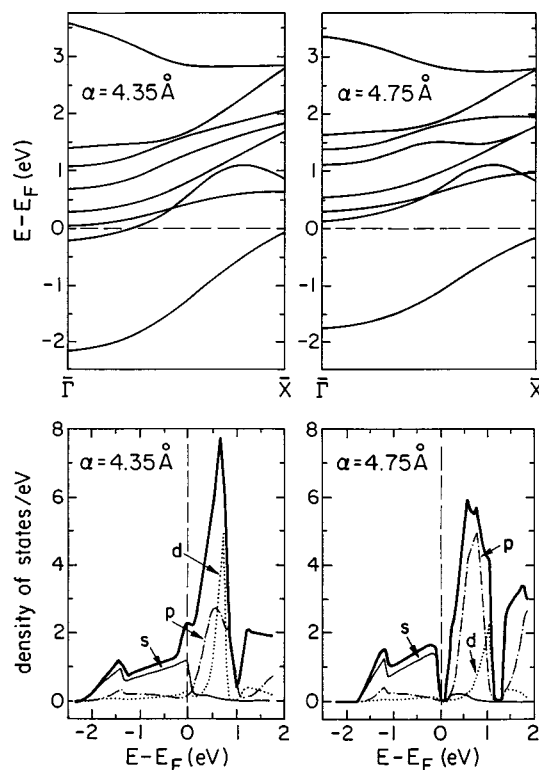 α = 4.35 Å
α = 4.75 Å
E-E_F (eV)
3
2
1
0
-1
-2
Γ̄
X̄
Γ̄
X̄
density of states/eV
8
6
4
2
0
α = 4.35 Å
d
p
s
-2 -1 0 1 2
E-E_F (eV)
α = 4.75 Å
p
s
d
-2 -1 0 1 2
E-E_F (eV)